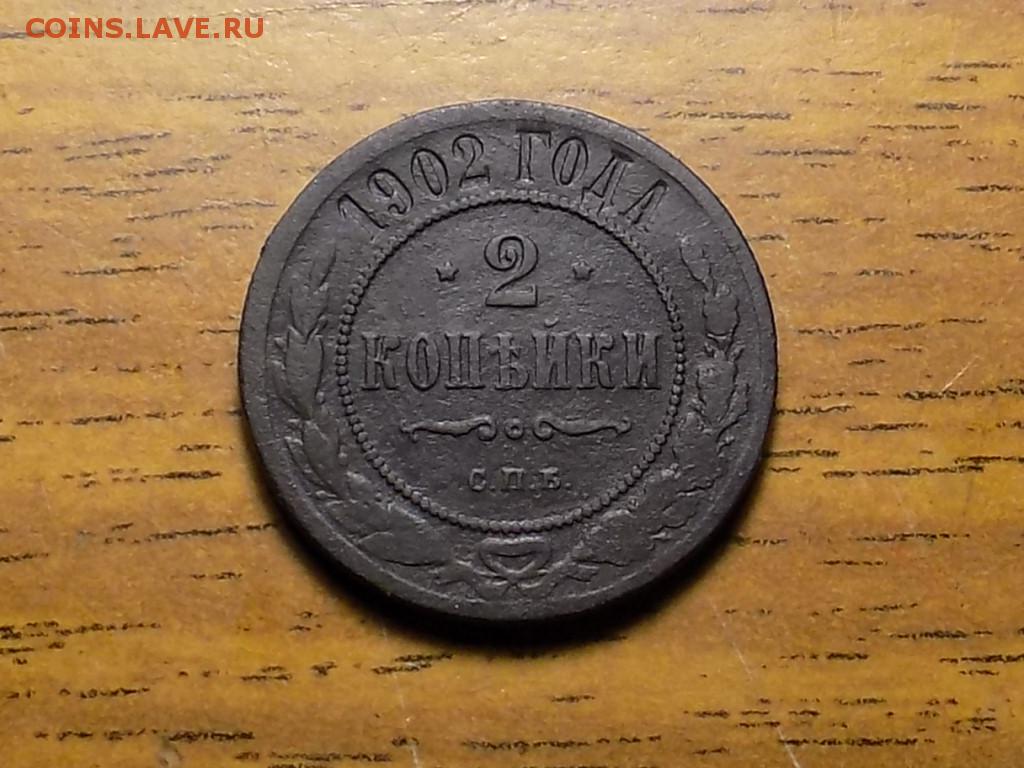 COINS.LAVE.RU
1902 ГОДА
2
КОПѢЙКИ
С.П.Б.